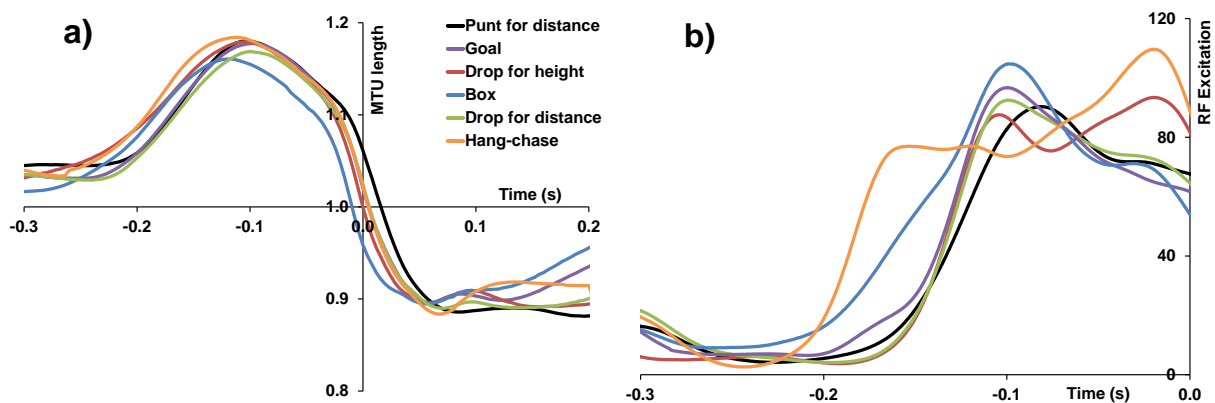 a)
1.2
1.1
1.0
0.9
0.8
MTU length
Punt for distance
Goal
Drop for height
Box
Drop for distance
Hang-chase
Time (s)
-0.3
-0.2
-0.1
0.0
0.1
0.2
b)
120
80
40
0
RF Excitation
-0.3
-0.2
-0.1
Time (s)
0.0